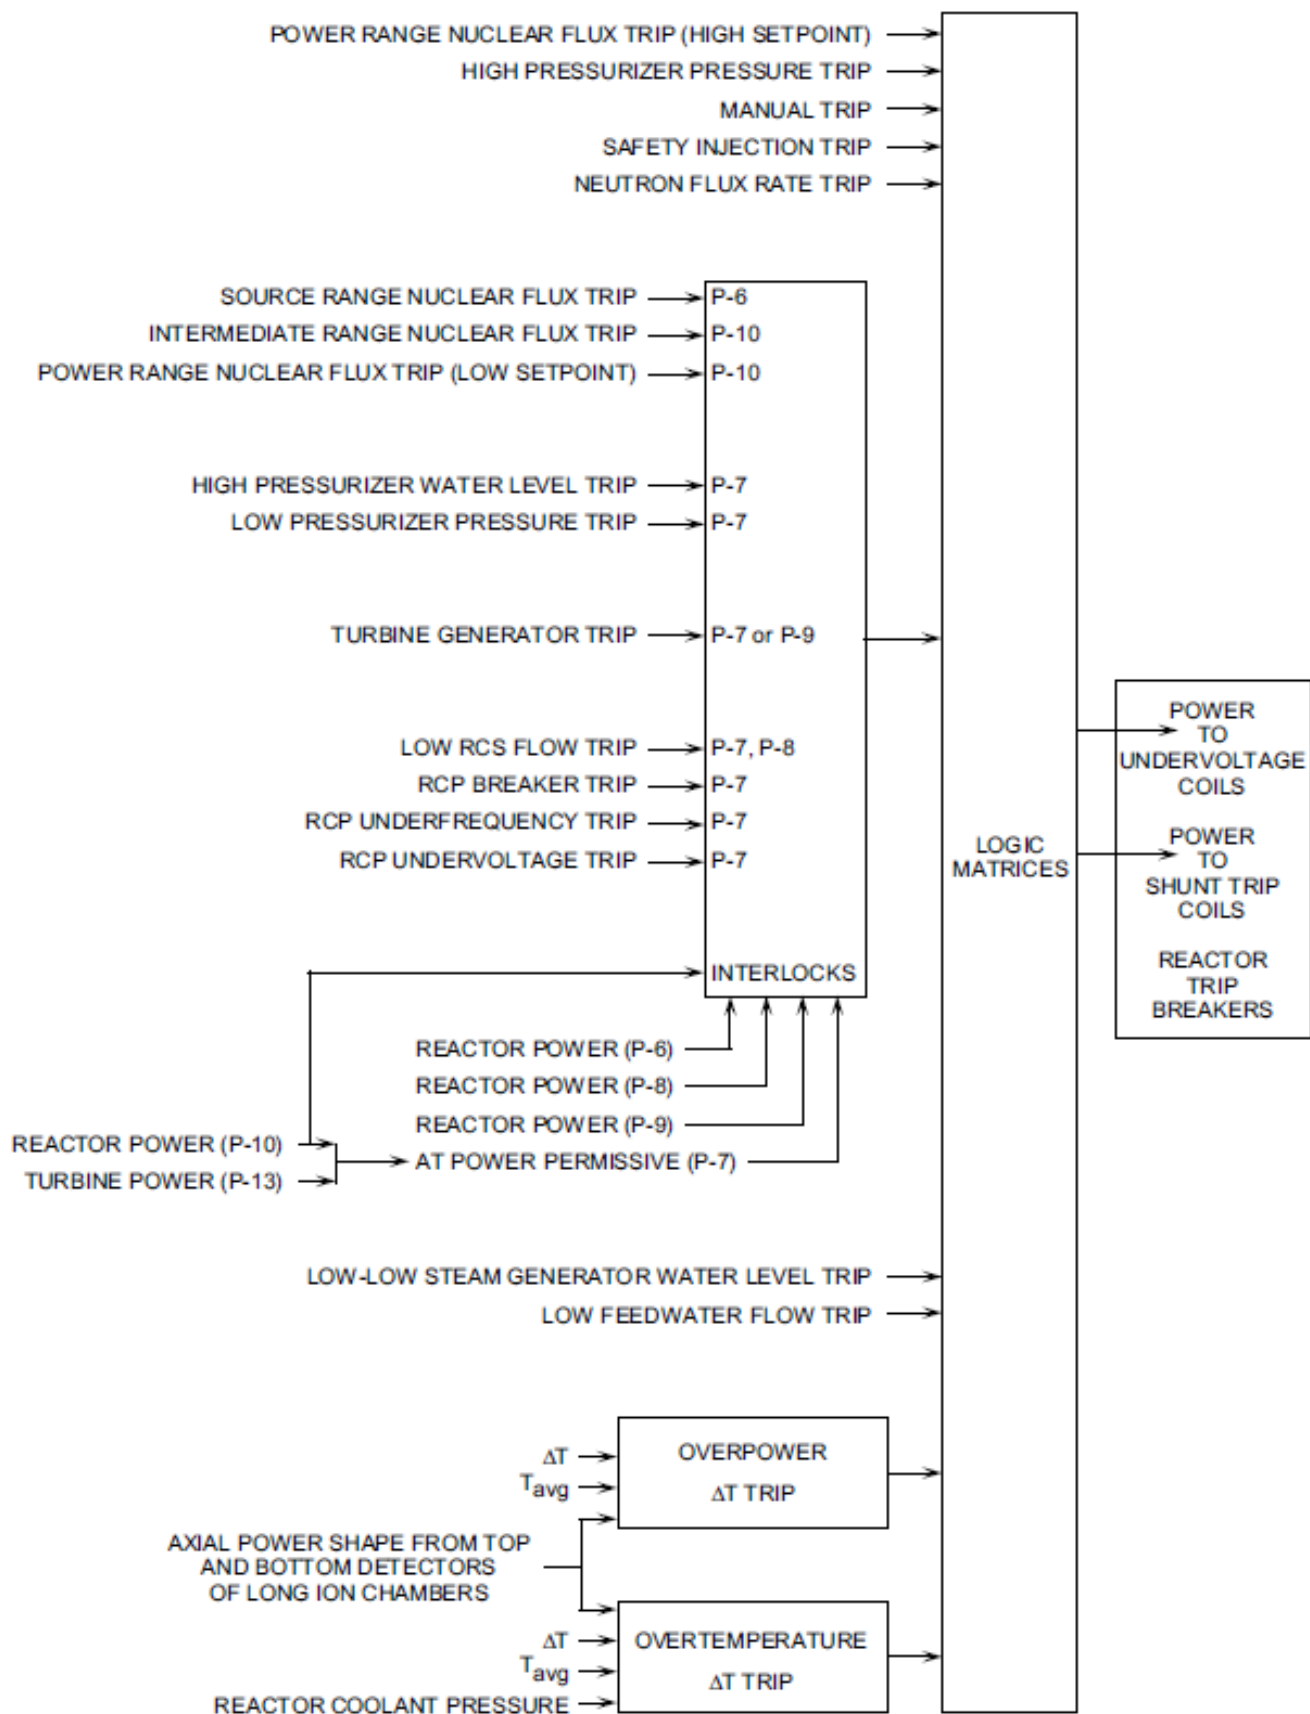 POWER RANGE NUCLEAR FLUX TRIP (HIGH SETPOINT)
HIGH PRESSURIZER PRESSURE TRIP
MANUAL TRIP
SAFETY INJECTION TRIP
NEUTRON FLUX RATE TRIP
SOURCE RANGE NUCLEAR FLUX TRIP P-6
INTERMEDIATE RANGE NUCLEAR FLUX TRIP P-10
POWER RANGE NUCLEAR FLUX TRIP (LOW SETPOINT) P-10
HIGH PRESSURIZER WATER LEVEL TRIP P-7
LOW PRESSURIZER PRESSURE TRIP P-7
TURBINE GENERATOR TRIP P-7 or P-9
LOW RCS FLOW TRIP P-7, P-8
RCP BREAKER TRIP P-7
RCP UNDERFREQUENCY TRIP P-7
RCP UNDERVOLTAGE TRIP P-7
INTERLOCKS
REACTOR POWER (P-6)
REACTOR POWER (P-8)
REACTOR POWER (P-9)
REACTOR POWER (P-10)
AT POWER PERMISSIVE (P-7)
TURBINE POWER (P-13)
LOGIC
MATRICES
POWER
TO
UNDERVOLTAGE
COILS
POWER
TO
SHUNT TRIP
COILS
REACTOR
TRIP
BREAKERS
LOW-LOW STEAM GENERATOR WATER LEVEL TRIP
LOW FEEDWATER FLOW TRIP
ΔT
Tavg
OVERPOWER
ΔT TRIP
AXIAL POWER SHAPE FROM TOP
AND BOTTOM DETECTORS
OF LONG ION CHAMBERS
ΔT
Tavg
REACTOR COOLANT PRESSURE
OVERTEMPERATURE
ΔT TRIP